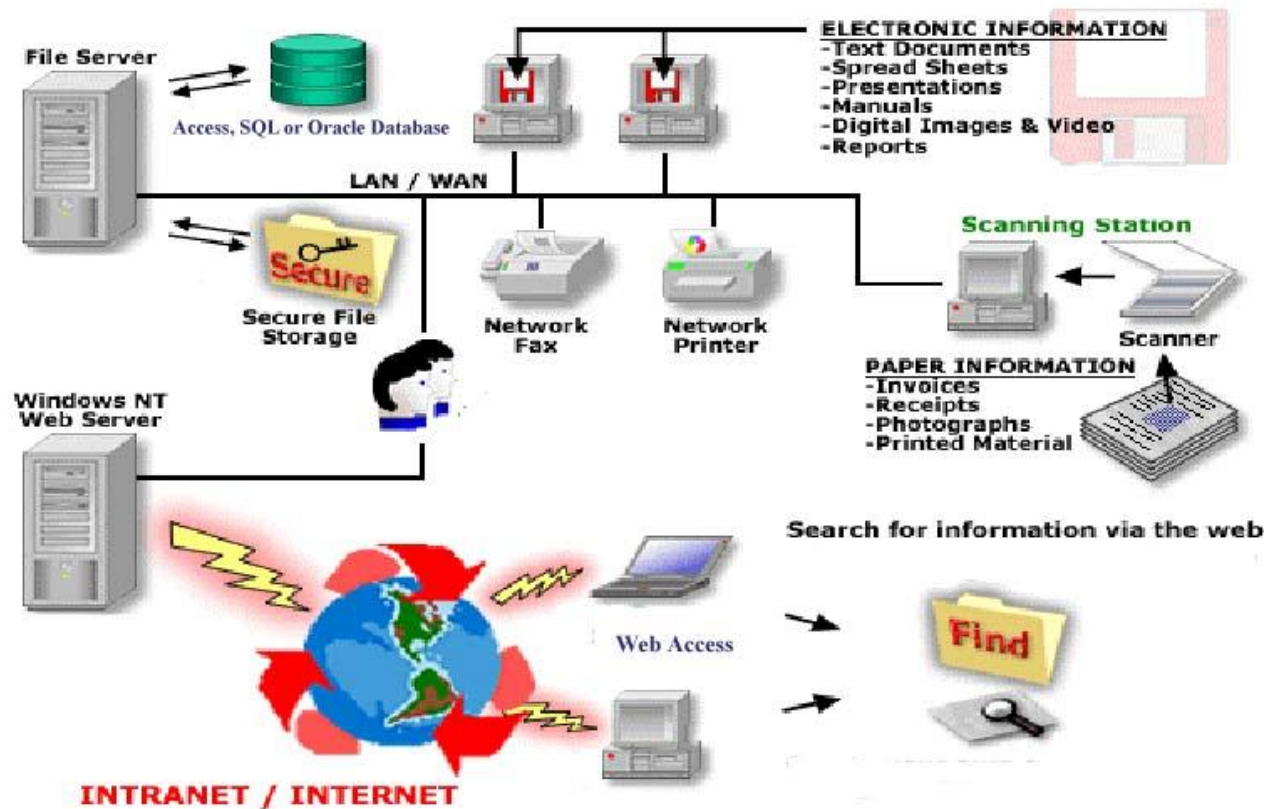 File Server
Access, SQL or Oracle Database
ELECTRONIC INFORMATION
-Text Documents
-Spread Sheets
-Presentations
-Manuals
-Digital Images & Video
-Reports
LAN / WAN
Secure
Secure File
Storage
Network
Fax
Network
Printer
Scanning Station
Scanner
PAPER INFORMATION
-Invoices
-Receipts
-Photographs
-Printed Material
Windows NT
Web Server
Search for information via the web
Web Access
Find
INTRANET / INTERNET